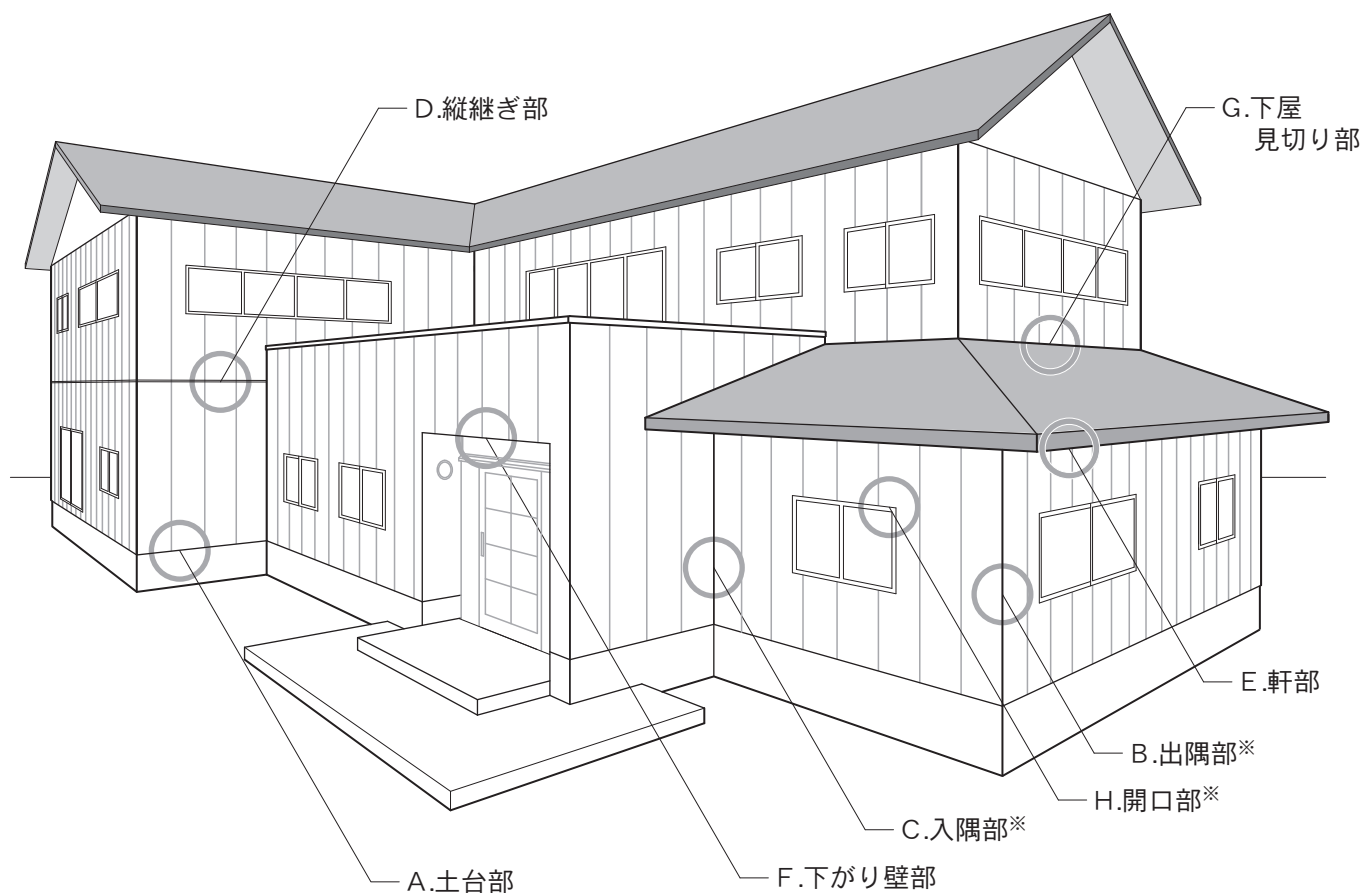 D.縦継ぎ部
G.下屋
見切り部
E.軒部
B.出隅部※
H.開口部※
C.入隅部※
F.下がり壁部
A.土台部